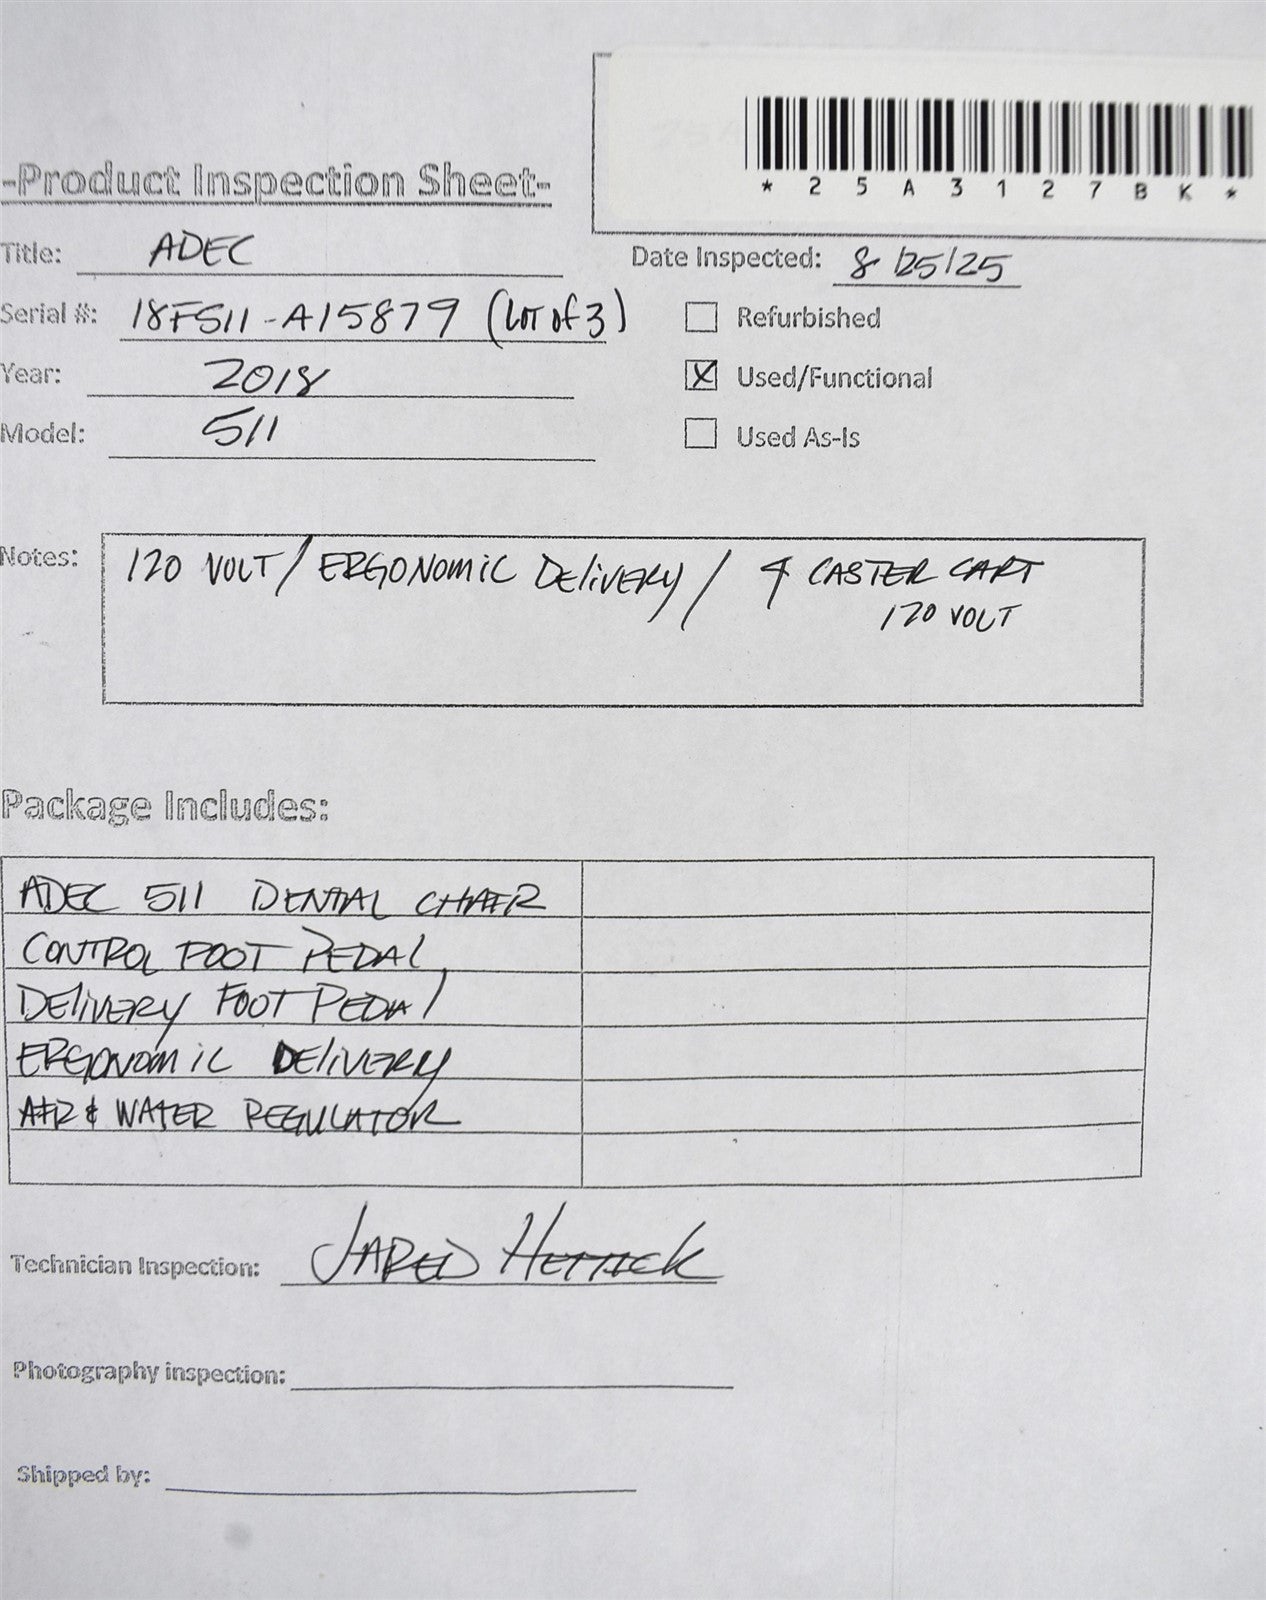 *25A3127BK*
-Product Inspection Sheet-
Title: ADEC
Date Inspected: 8/25/25
Serial #: 18FS11-A15879 (LOT of 3)
Refurbished
Year: 2018
Used/Functional
Model: 511
Used As-Is
Notes: 120 VOLT / ERGONOMIC DELIVERY / 4 CASTER CART
120 VOLT
Package Includes:
ADEC 511 DENTAL CHAIR
CONTROL FOOT PEDAL
DELIVERY FOOT PEDAL
ERGONOMIC DELIVERY
AIR & WATER REGULATOR
Technician Inspection: JARED HETTICK
Photography inspection:
Shipped by: